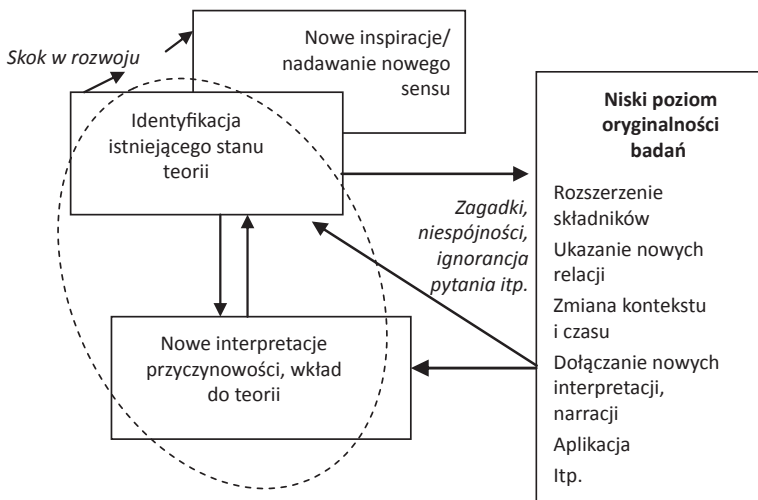 Skok w rozwoju
Nowe inspiracje/
nadawanie nowego
sensu
Identyfikacja
istniejącego stanu
teorii
Zagadki,
niespójności,
ignorancja
pytania itp.
Nowe interpretacje
przyczynowości, wkład
do teorii
Niski poziom
oryginalności
badań
Rozszerzenie
składników
Ukazanie nowych
relacji
Zmiana kontekstu
i czasu
Dołączanie nowych
interpretacji,
narracji
Aplikacja
Itp.